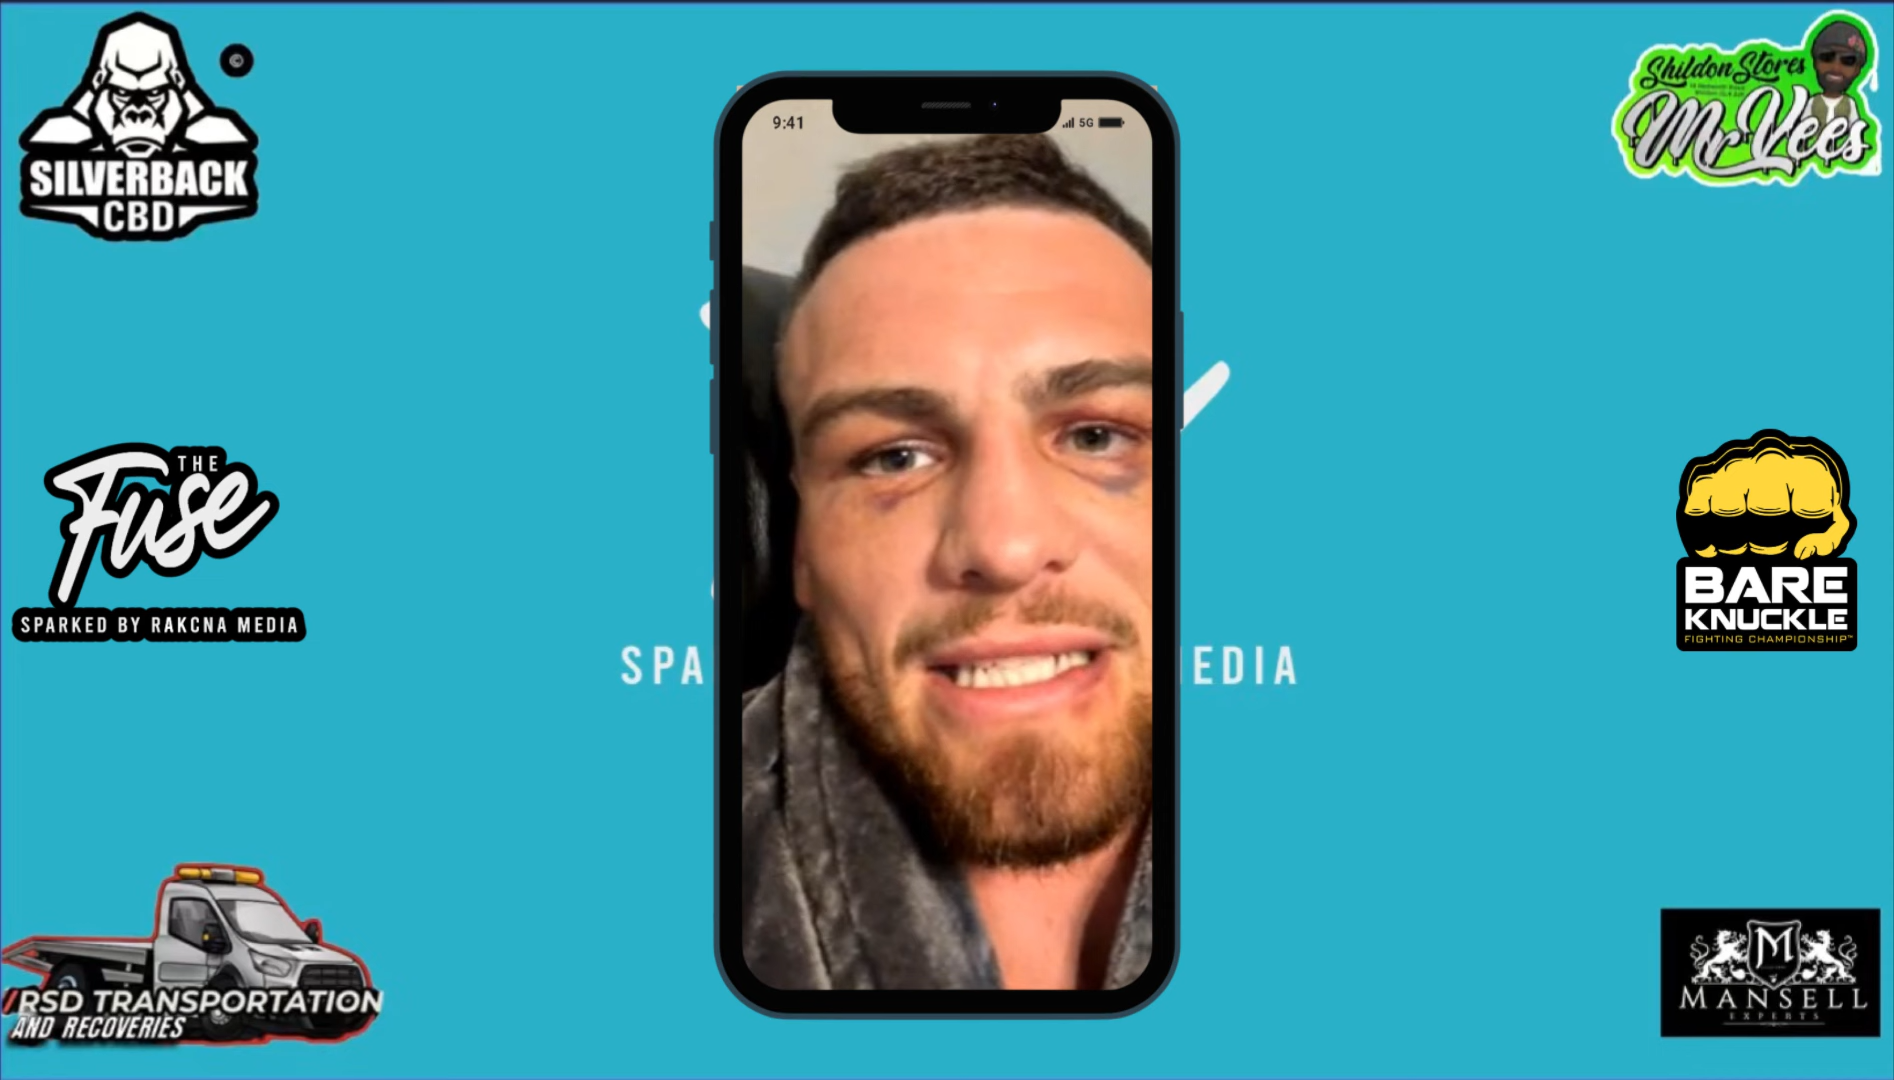 SILVERBACK
CBD
©
Shildon Stores
Mr Vees
9:41
5G
THE
Fuse
SPARKED BY RAKCNA MEDIA
BARE
KNUCKLE
FIGHTING CHAMPIONSHIP™
SPA
EDIA
RSD TRANSPORTATION
AND RECOVERIES
M
MANSELL
EXPERTS